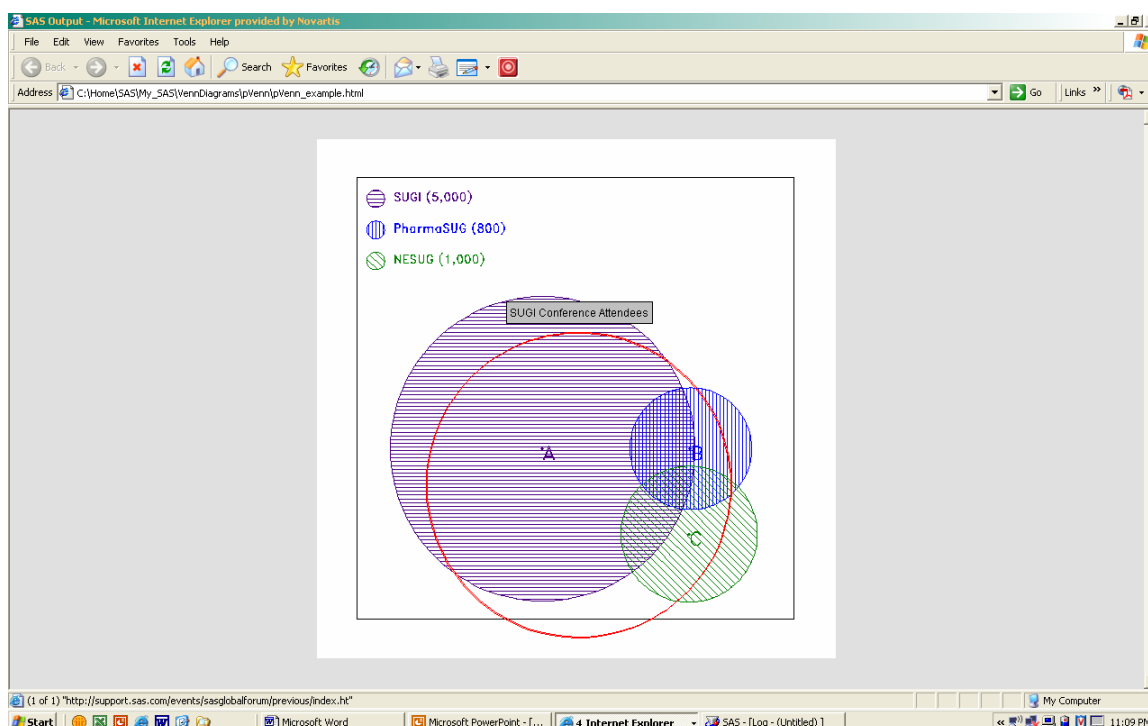 SAS Output - Microsoft Internet Explorer provided by Novartis
File Edit View Favorites Tools Help
Back Search Favorites
Address C:\Home\SAS\My_SAS\VennDiagrams\pVenn\pVenn_example.html Go Links »
SUGI (5,000)
PharmaSUG (800)
NESUG (1,000)
SUGI Conference Attendees
A
B
C
(1 of 1) "http://support.sas.com/events/sasglobalforum/previous/index.ht" My Computer
Start Microsoft Word Microsoft PowerPoint - [... 4 Internet Explorer SAS - [Log - (Untitled) ] « 11:09 PM